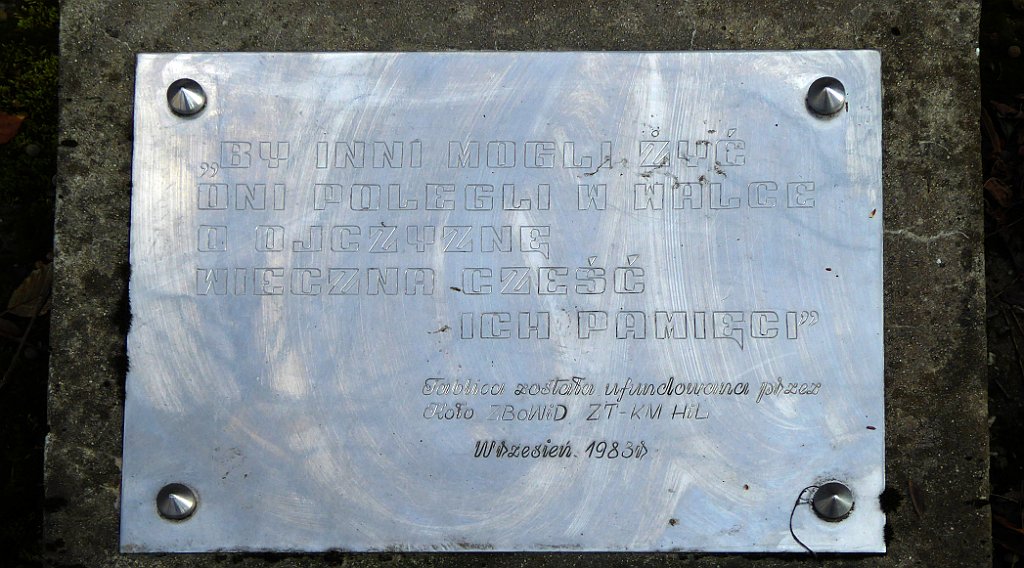 „BY INNI MOGLI ŻYĆ
ONI POLEGLI W WALCE
O OJCZYZNĘ
WIECZNA CZEŚĆ
ICH PAMIĘCI”
Tablica została ufundowana przez
Koło ZBoWiD ZT-KM HiL
Wrzesień 1983r